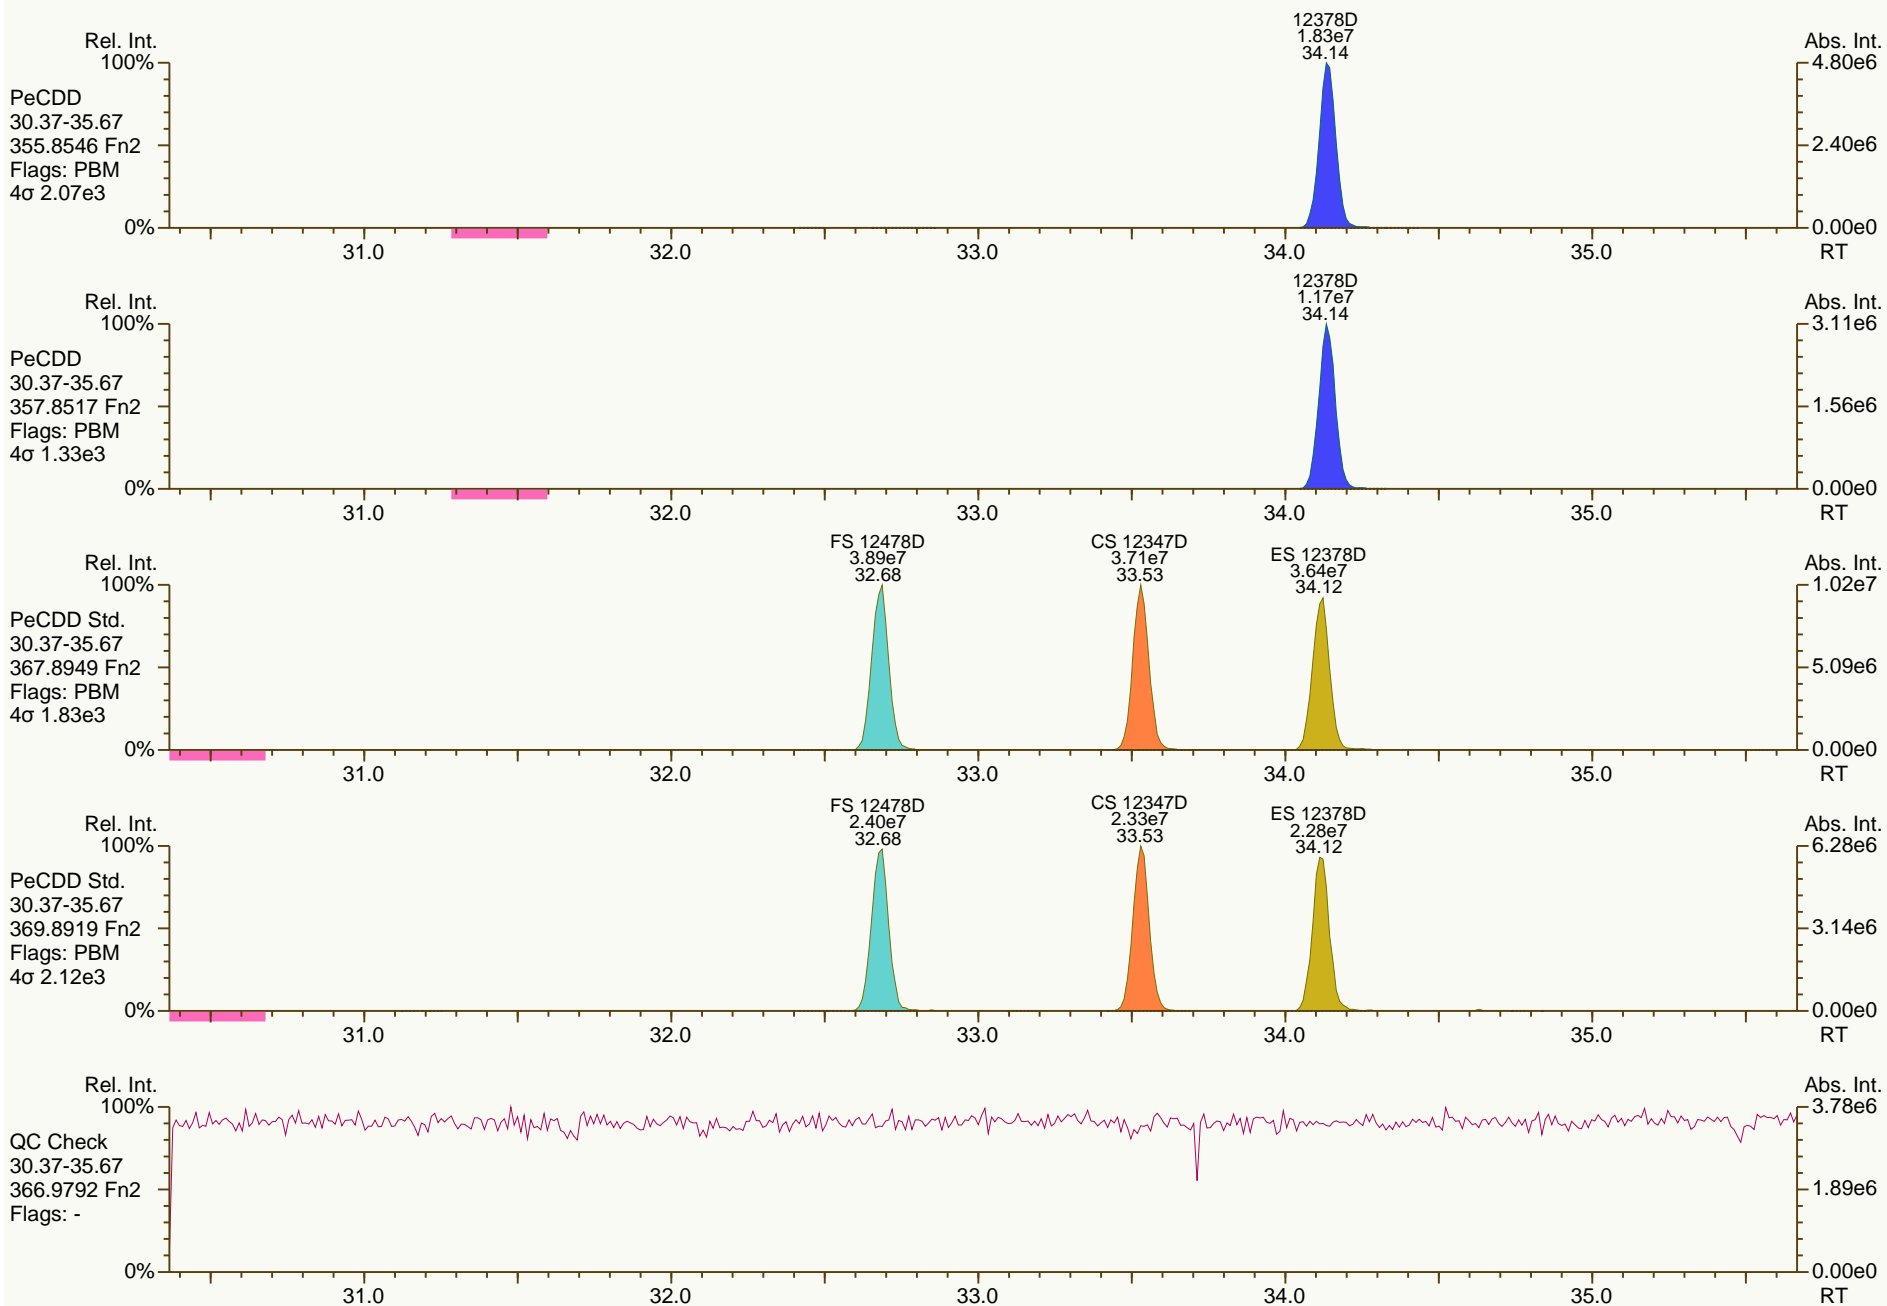 12378D
1.83e7
34.14
Rel. Int.
Abs. Int.
100%
4.80e6
PeCDD
30.37-35.67
355.8546 Fn2
2.40e6
Flags: PBM
4σ 2.07e3
0%
0.00e0
31.0 32.0 33.0 34.0 35.0 RT
12378D
1.17e7
34.14
Rel. Int.
Abs. Int.
100%
3.11e6
PeCDD
30.37-35.67
357.8517 Fn2
1.56e6
Flags: PBM
4σ 1.33e3
0%
0.00e0
31.0 32.0 33.0 34.0 35.0 RT
FS 12478D
3.89e7
32.68
CS 12347D
3.71e7
33.53
ES 12378D
3.64e7
34.12
Rel. Int.
Abs. Int.
100%
1.02e7
PeCDD Std.
30.37-35.67
367.8949 Fn2
5.09e6
Flags: PBM
4σ 1.83e3
0%
0.00e0
31.0 32.0 33.0 34.0 35.0 RT
FS 12478D
2.40e7
32.68
CS 12347D
2.33e7
33.53
ES 12378D
2.28e7
34.12
Rel. Int.
Abs. Int.
100%
6.28e6
PeCDD Std.
30.37-35.67
369.8919 Fn2
3.14e6
Flags: PBM
4σ 2.12e3
0%
0.00e0
31.0 32.0 33.0 34.0 35.0 RT
Rel. Int.
Abs. Int.
100%
3.78e6
QC Check
30.37-35.67
366.9792 Fn2
1.89e6
Flags: -
0%
0.00e0
31.0 32.0 33.0 34.0 35.0 RT